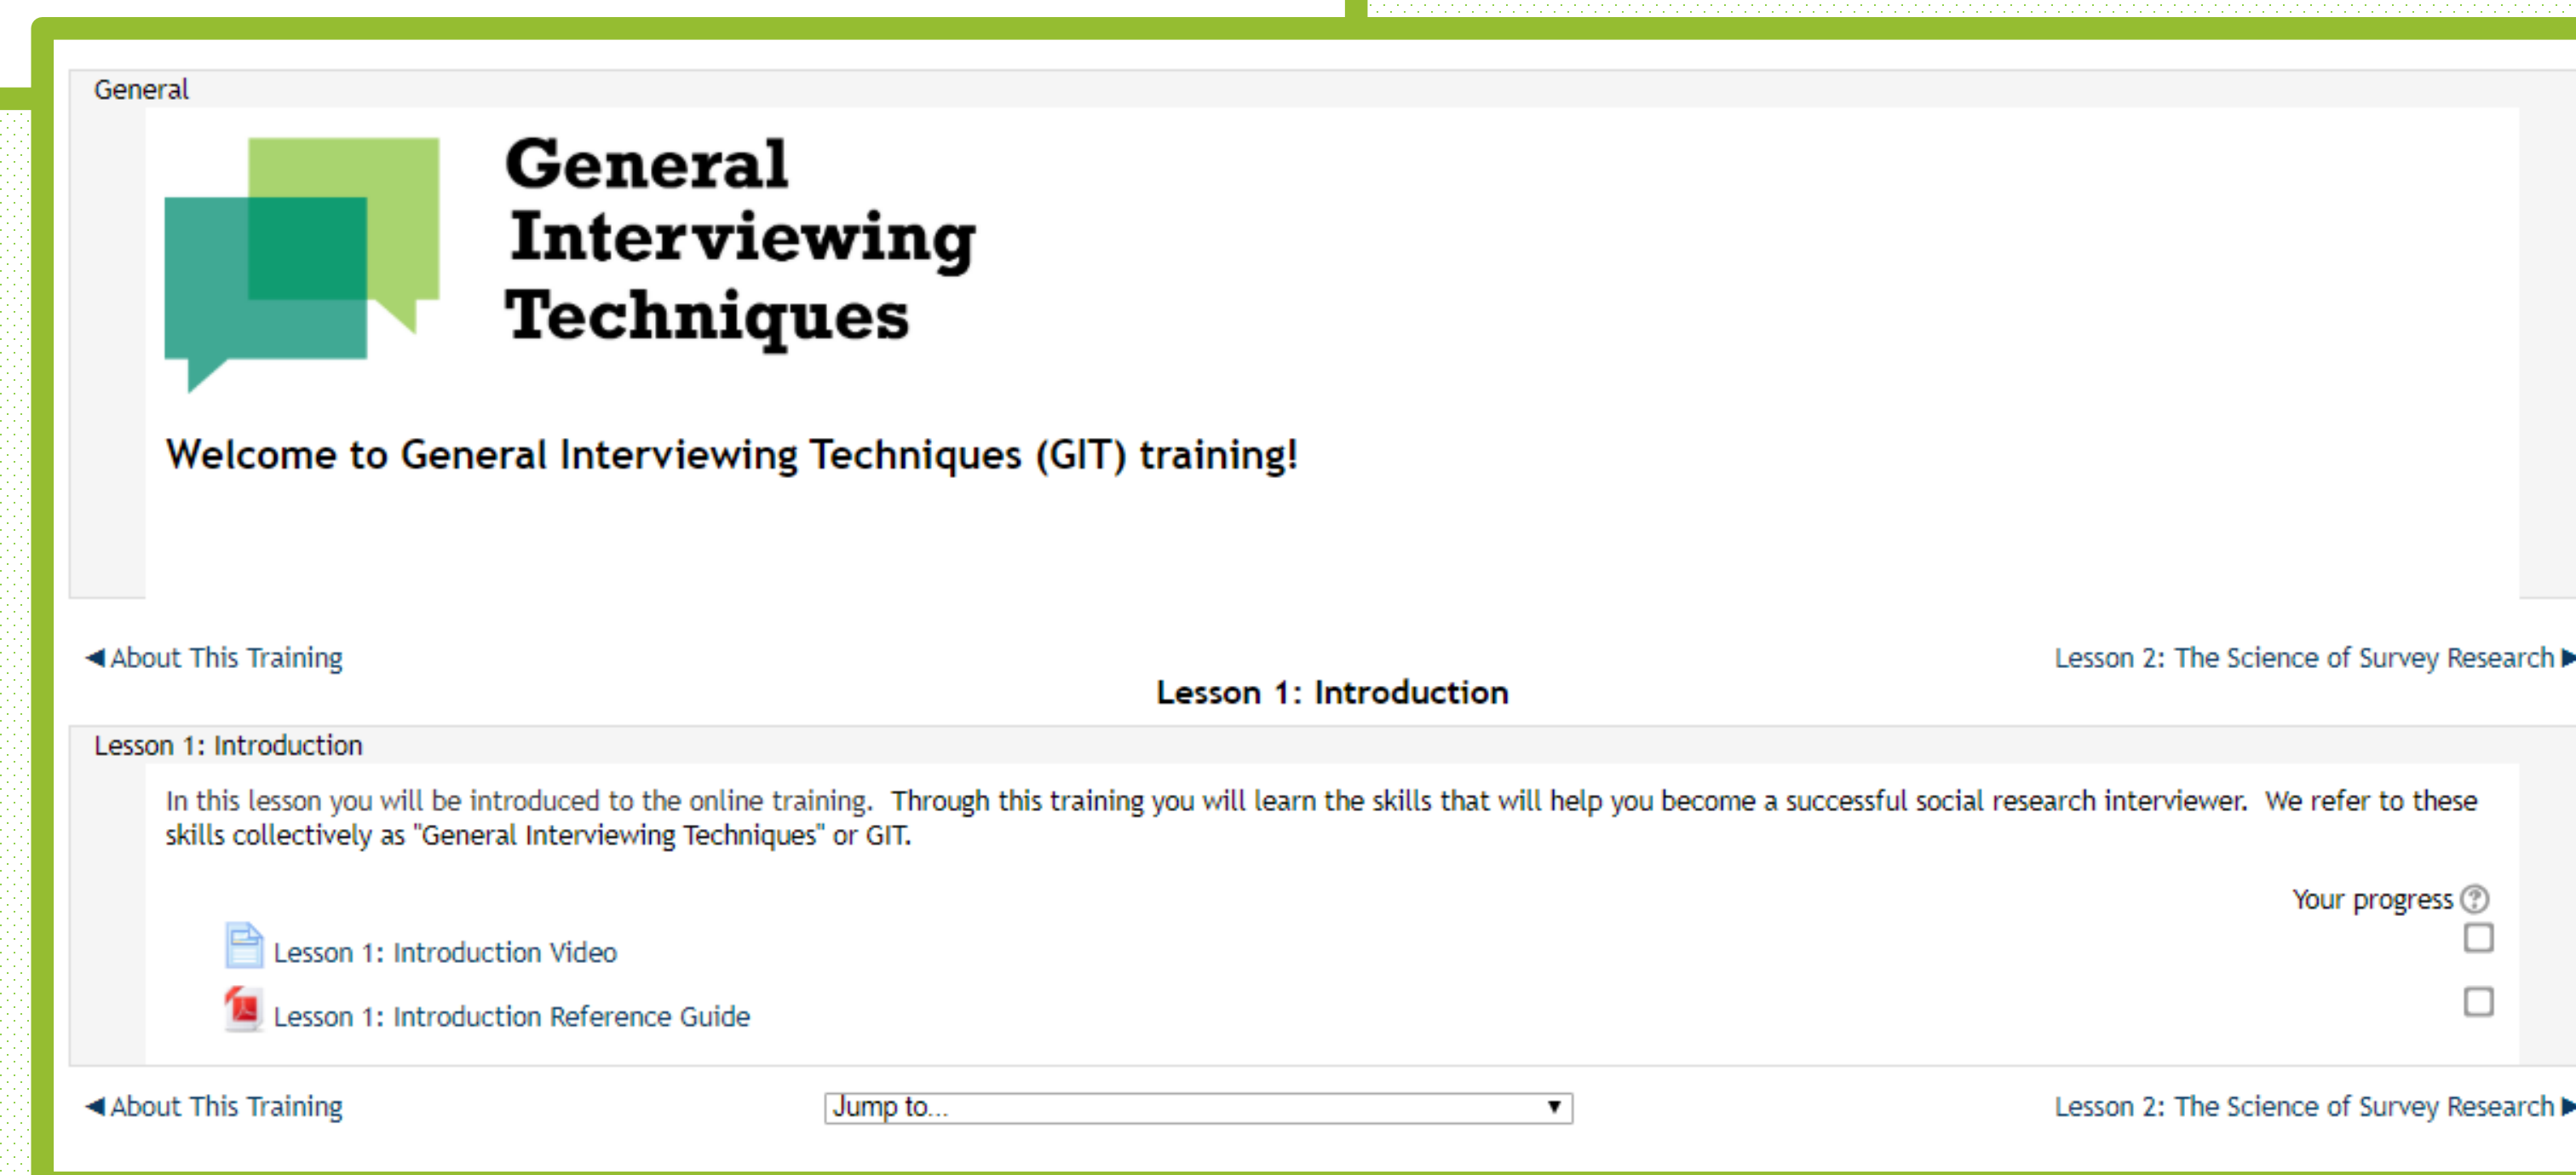 General
General
Interviewing
Techniques
Welcome to General Interviewing Techniques (GIT) training!
◄ About This Training
Lesson 2: The Science of Survey Research ►
Lesson 1: Introduction
Lesson 1: Introduction
In this lesson you will be introduced to the online training.  Through this training you will learn the skills that will help you become a successful social research interviewer.  We refer to these
skills collectively as "General Interviewing Techniques" or GIT.
Your progress
Lesson 1: Introduction Video
Lesson 1: Introduction Reference Guide
◄ About This Training
Jump to...
Lesson 2: The Science of Survey Research ►